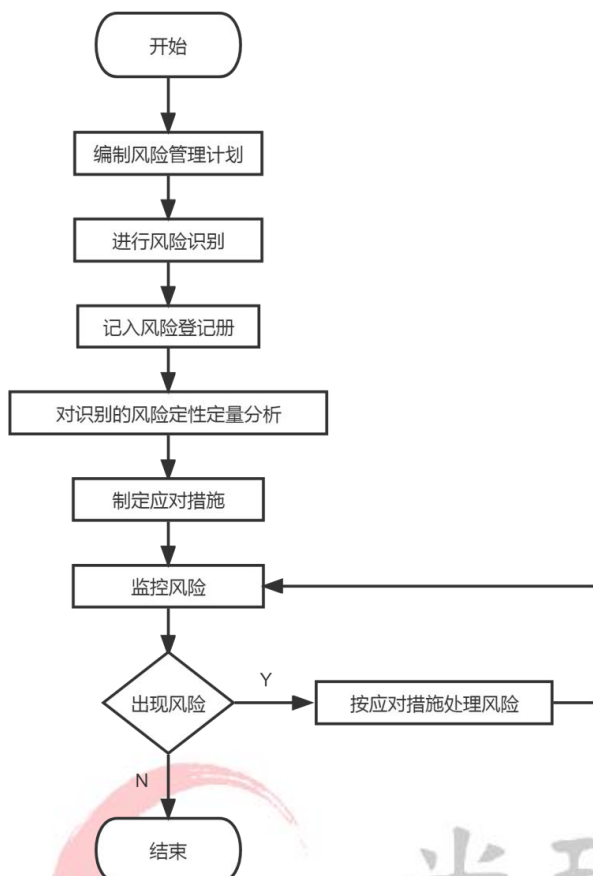 开始
编制风险管理计划
进行风险识别
记入风险登记册
对识别的风险定性定量分析
制定应对措施
监控风险
出现风险
Y
按应对措施处理风险
N
结束